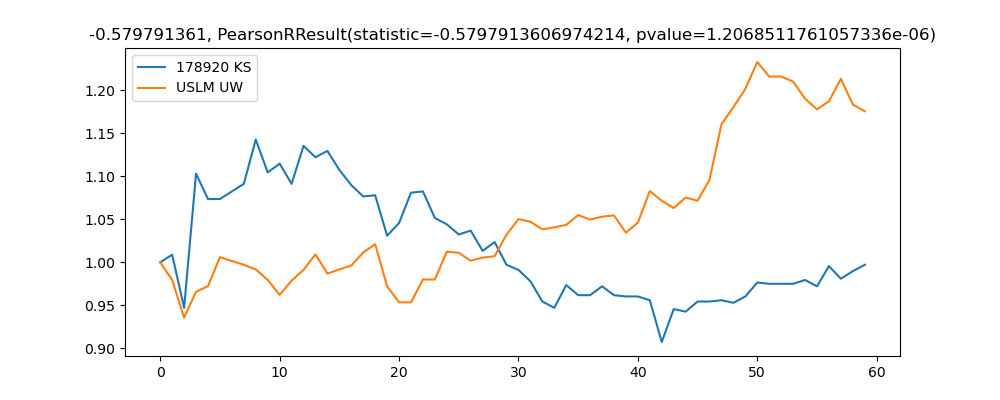 -0.579791361, PearsonRResult(statistic=-0.5797913606974214, pvalue=1.2068511761057336e-06)
178920 KS
USLM UW
1.20
1.15
1.10
1.05
1.00
0.95
0.90
0 10 20 30 40 50 60